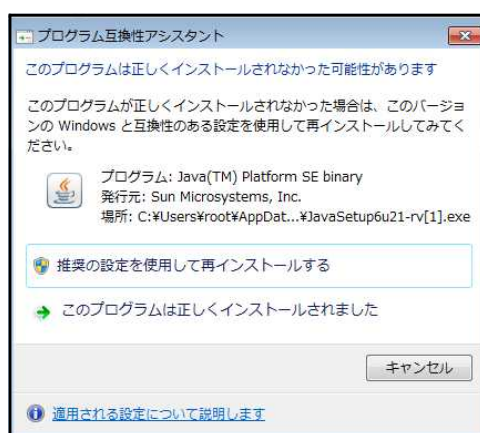 プログラム互換性アシスタント
このプログラムは正しくインストールされなかった可能性があります
このプログラムが正しくインストールされなかった場合は、このバージョ
ンの Windows と互換性のある設定を使用して再インストールしてみてく
ださい。
プログラム: Java(TM) Platform SE binary
発行元: Sun Microsystems, Inc.
場所: C:¥Users¥root¥AppDat...¥JavaSetup6u21-rv[1].exe
推奨の設定を使用して再インストールする
このプログラムは正しくインストールされました
キャンセル
適用される設定について説明します